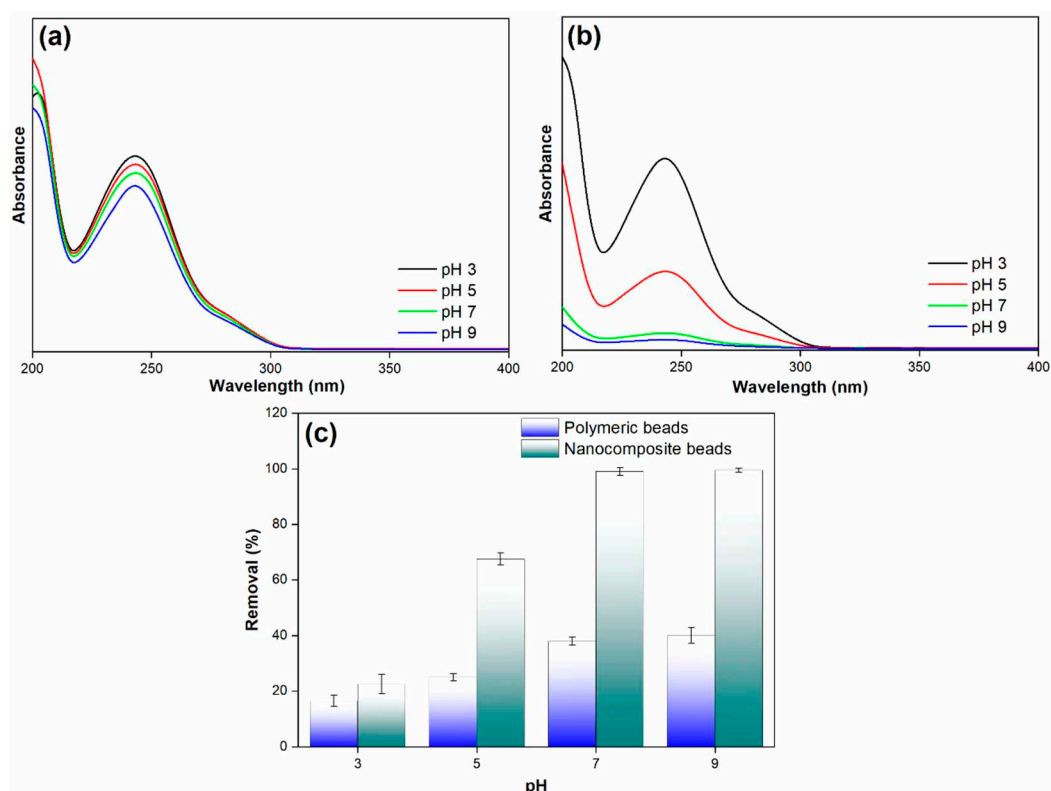 (a)
Absorbance
pH 3
pH 5
pH 7
pH 9
200 250 300 350 400
Wavelength (nm)
(b)
Absorbance
pH 3
pH 5
pH 7
pH 9
200 250 300 350 400
Wavelength (nm)
(c)
Polymeric beads
Nanocomposite beads
Removal (%)
120
100
80
60
40
20
0
3 5 7 9
pH